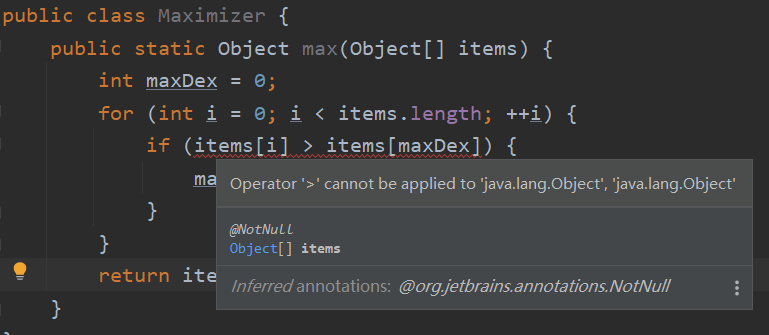 public class Maximizer {
public static Object max(Object[] items) {
int maxDex = 0;
for (int i = 0; i < items.length; ++i) {
if (items[i] > items[maxDex]) {
Operator '>' cannot be applied to 'java.lang.Object', 'java.lang.Object'
ma
@NotNull
Object[] items
}
}
Inferred annotations: @org.jetbrains.annotations.NotNull
return ite
}